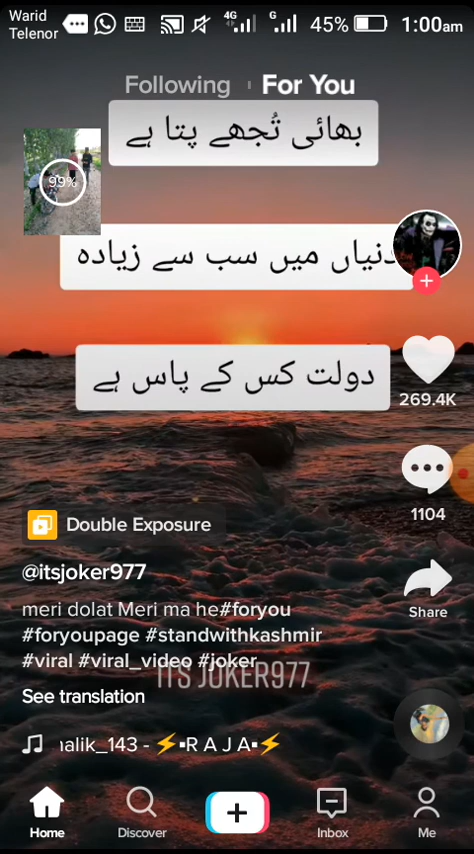 Warid
Telenor
4G
G
45%
1:00am
Following
For You
بھائی تُجھے پتا ہے
99%
دنیاں میں سب سے زیادہ
دولت کس کے پاس ہے
269.4K
1104
Double Exposure
@itsjoker977
Share
meri dolat Meri ma he#foryou
#foryoupage #standwithkashmir
#viral #viral_video #joker
ITS JOKER977
See translation
alik_143 - ⚡▪R A J A▪⚡
Home
Discover
Inbox
Me